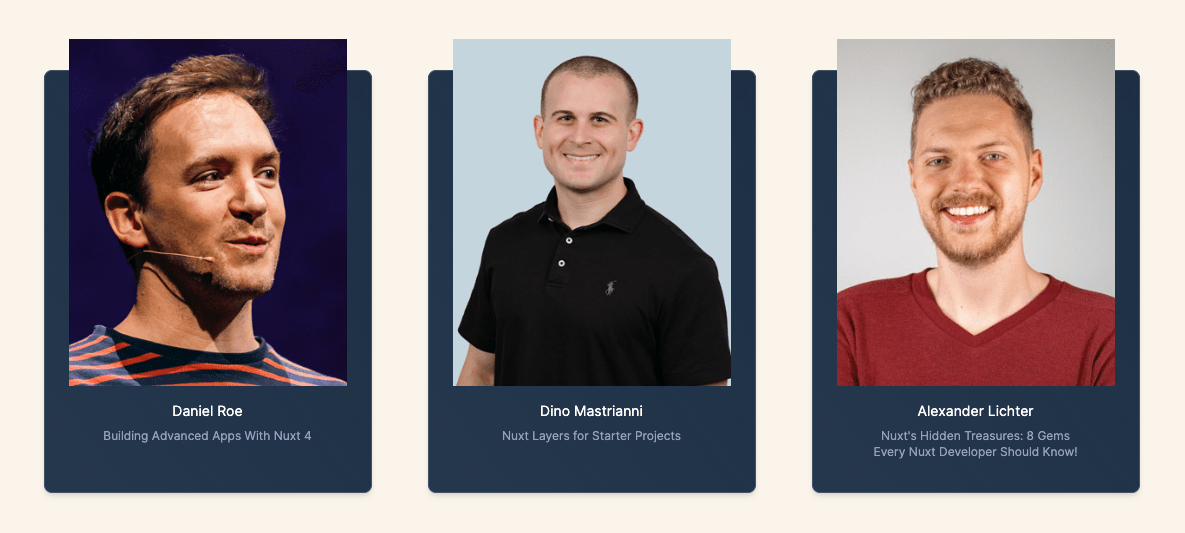 Daniel Roe
Building Advanced Apps With Nuxt 4
Dino Mastrianni
Nuxt Layers for Starter Projects
Alexander Lichter
Nuxt's Hidden Treasures: 8 Gems
Every Nuxt Developer Should Know!